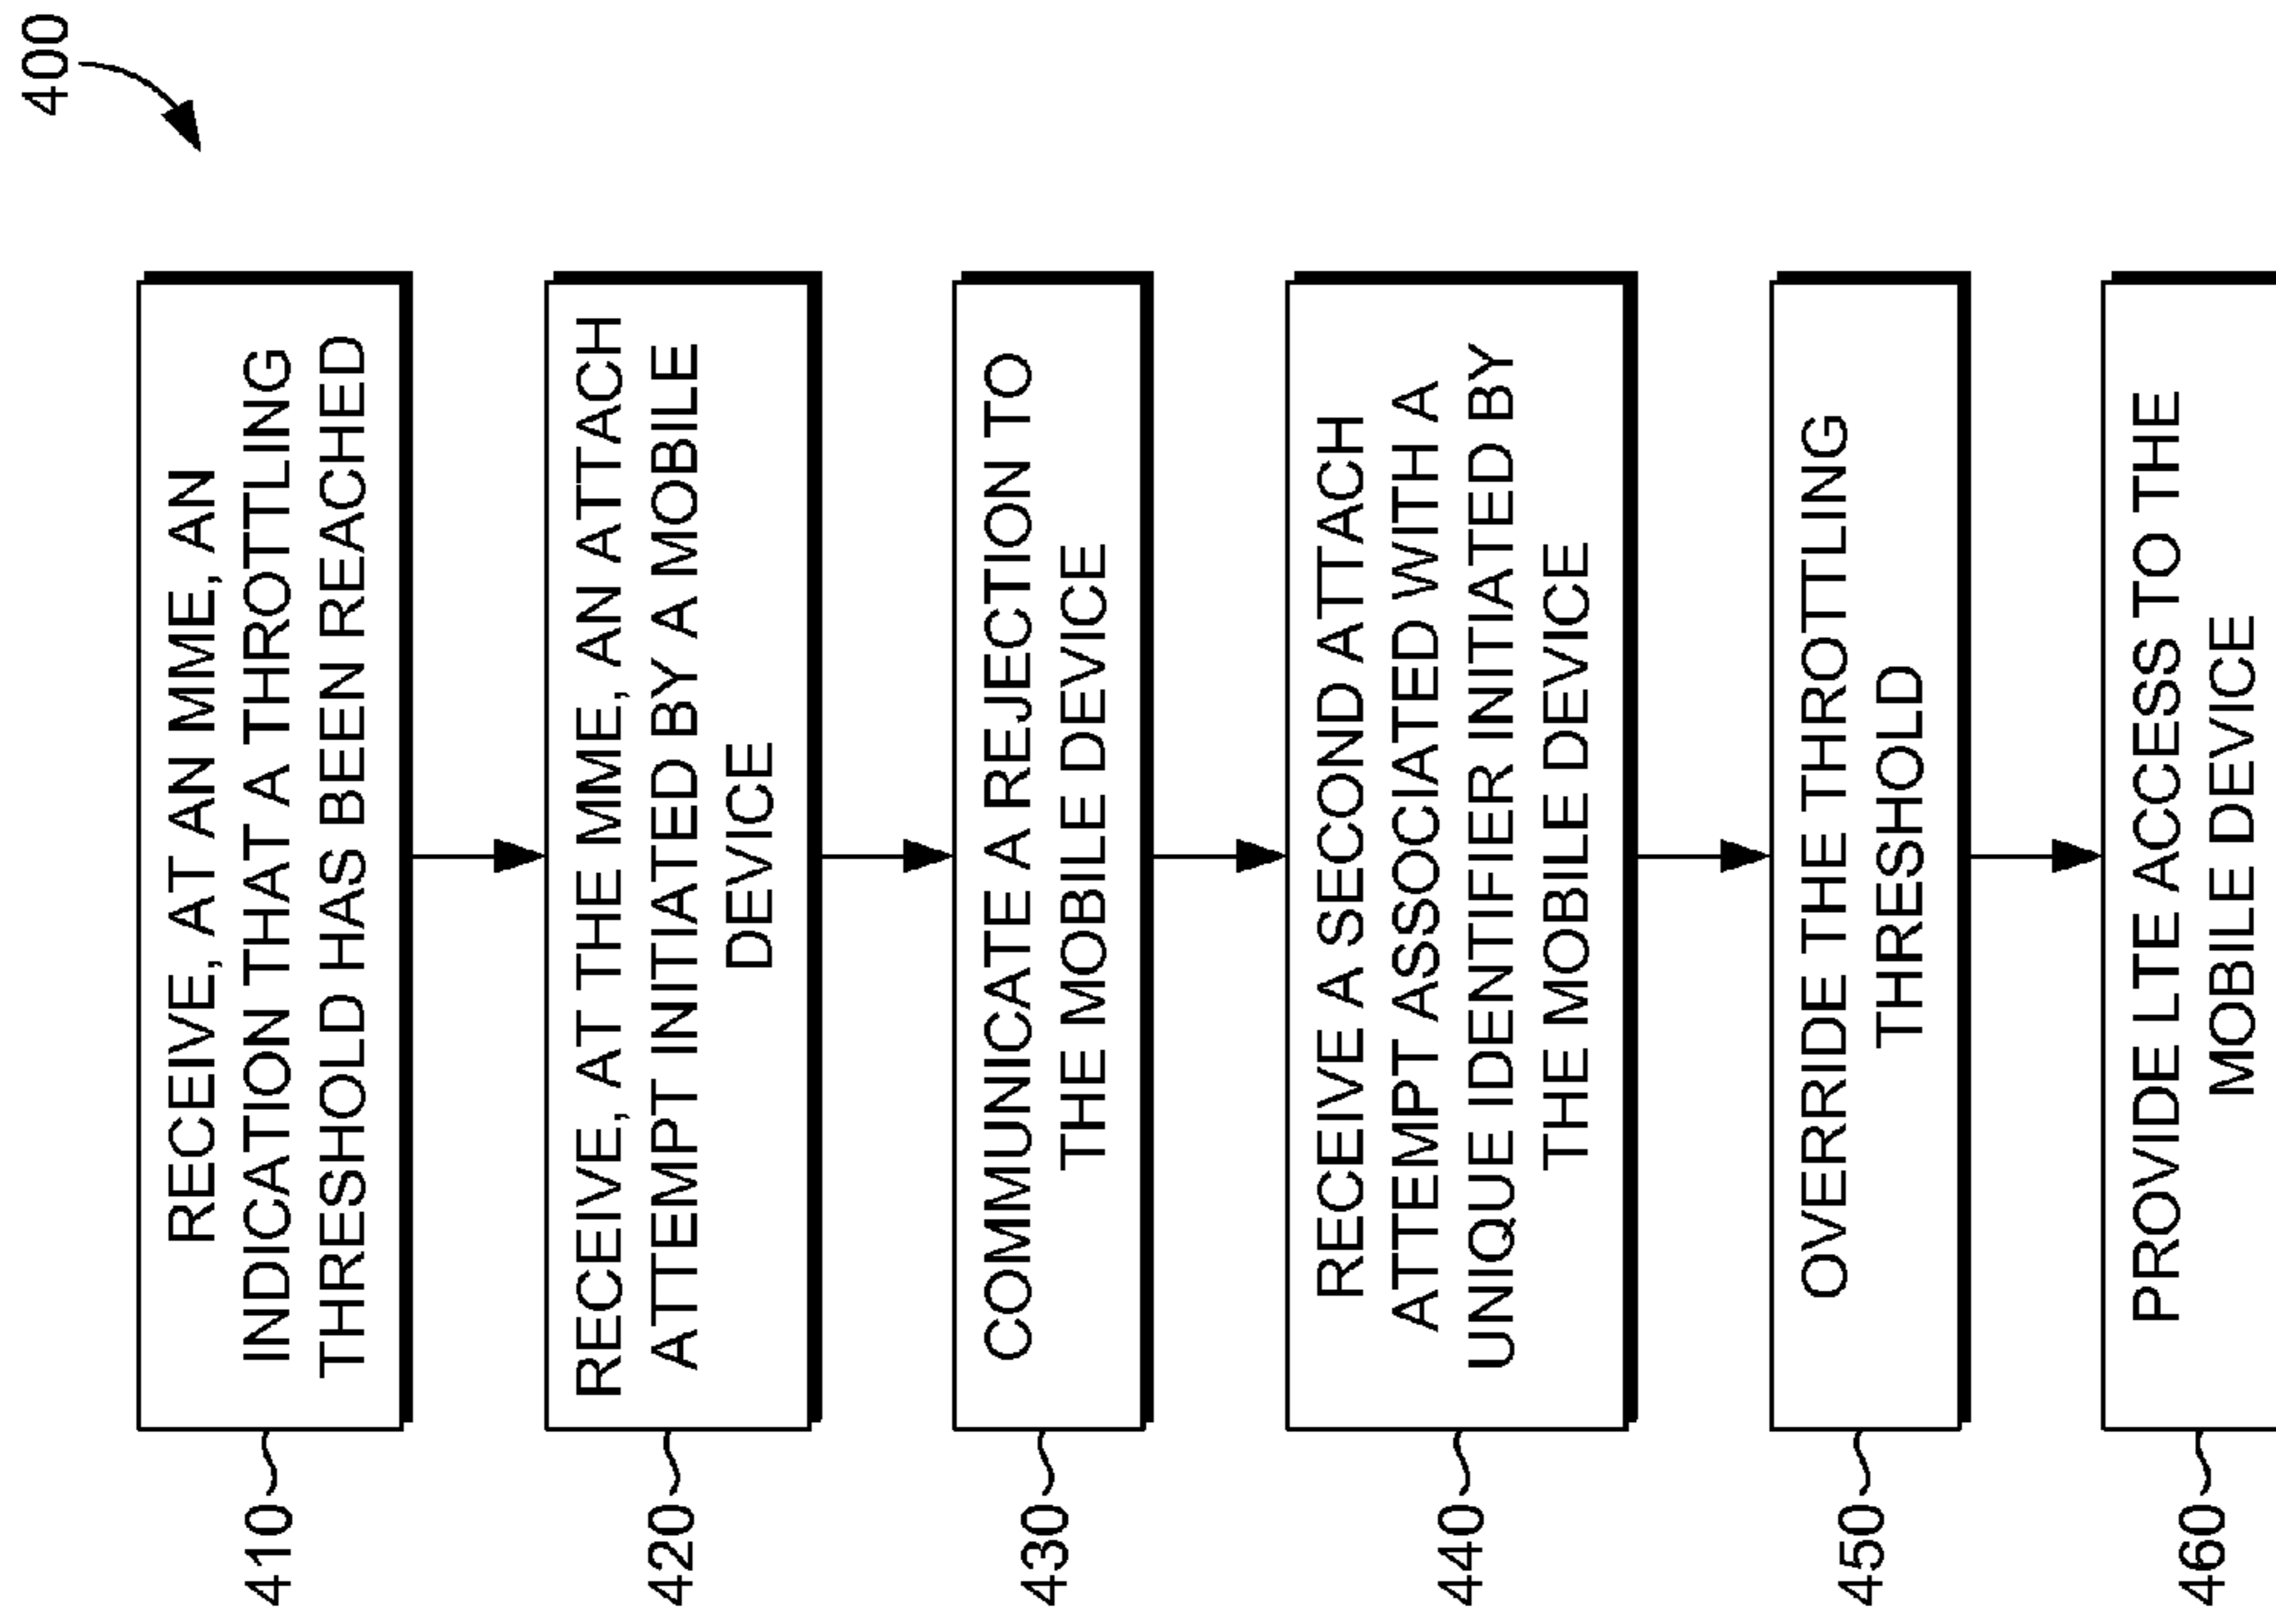 400
410
RECEIVE, AT AN MME, AN
INDICATION THAT A THROTTLING
THRESHOLD HAS BEEN REACHED
420
RECEIVE, AT THE MME, AN ATTACH
ATTEMPT INITIATED BY A MOBILE
DEVICE
430
COMMUNICATE A REJECTION TO
THE MOBILE DEVICE
440
RECEIVE A SECOND ATTACH
ATTEMPT ASSOCIATED WITH A
UNIQUE IDENTIFIER INITIATED BY
THE MOBILE DEVICE
450
OVERRIDE THE THROTTLING
THRESHOLD
460
PROVIDE LTE ACCESS TO THE
MOBILE DEVICE